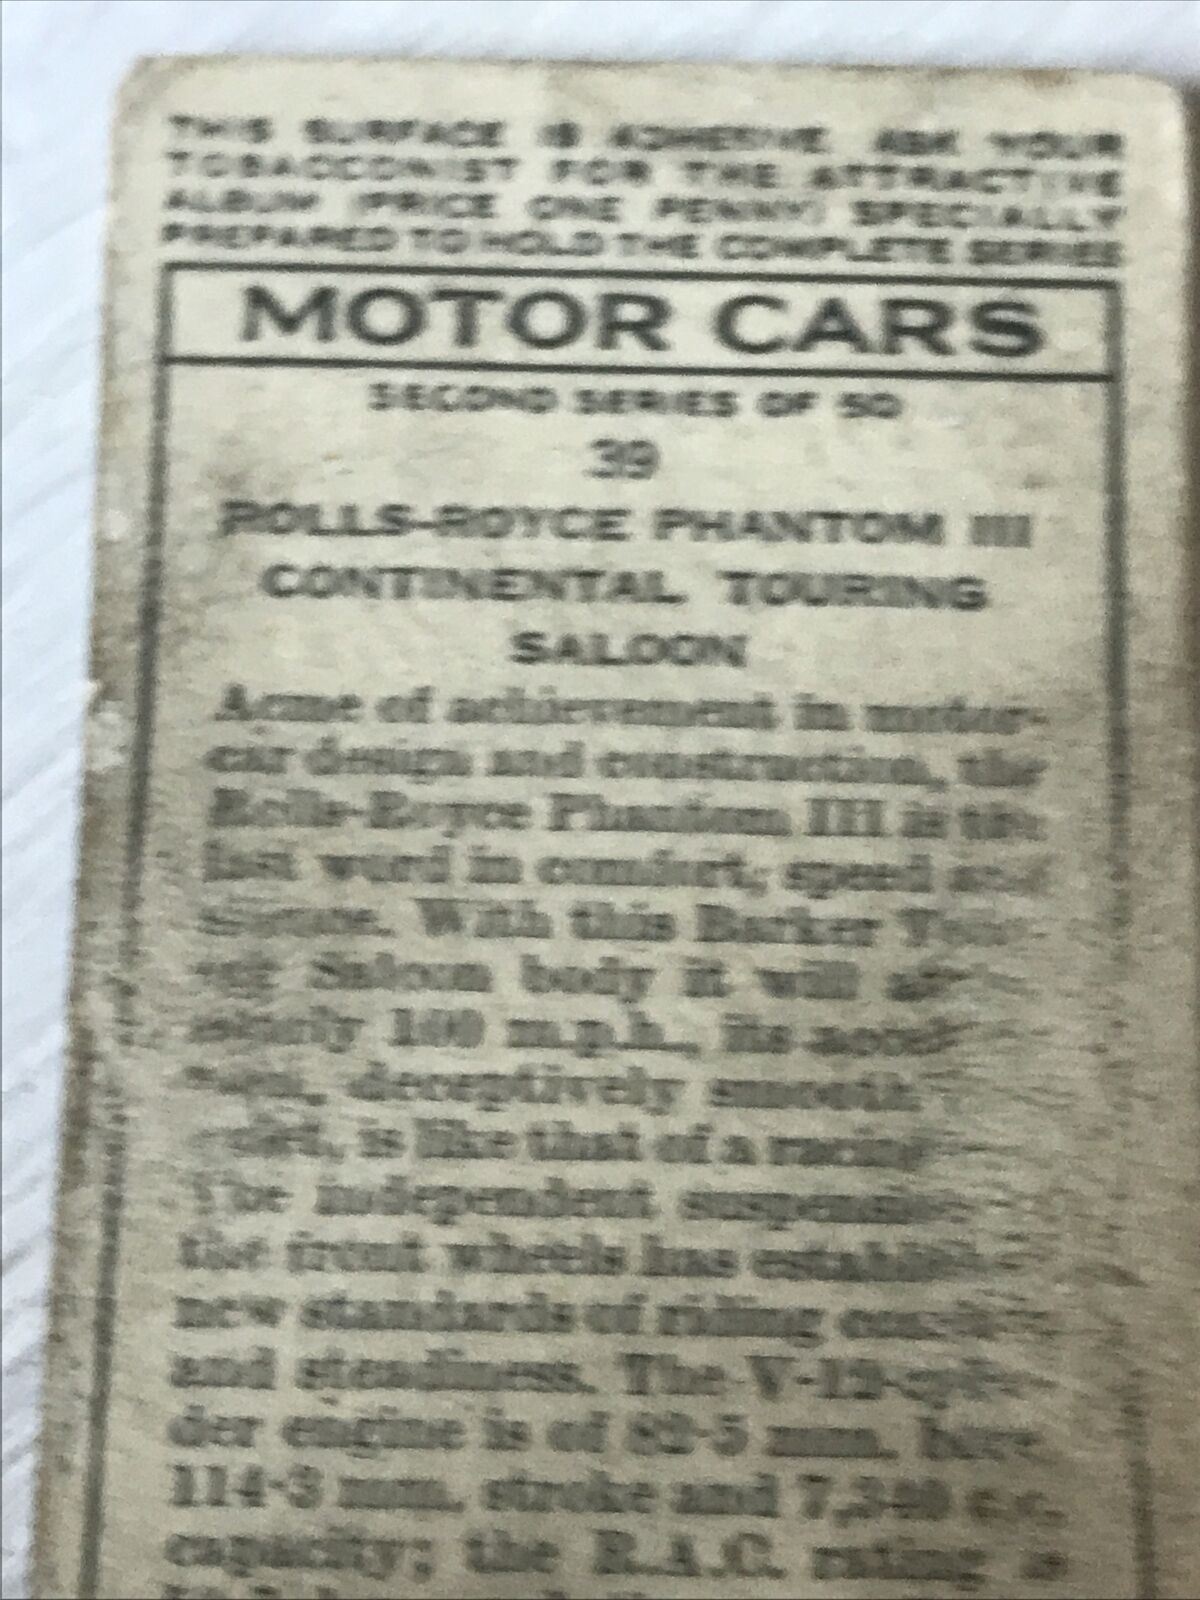 THIS SURFACE IS ADHESIVE. ASK YOUR
TOBACCONIST FOR THE ATTRACTIVE
ALBUM (PRICE ONE PENNY) SPECIALLY
PREPARED TO HOLD THE COMPLETE SERIES
MOTOR CARS
SECOND SERIES OF 50
39
ROLLS-ROYCE PHANTOM III
CONTINENTAL TOURING
SALOON
Acme of achievement in motor-
car design and construction, the
Rolls-Royce Phantom III is the
last word in comfort, speed and
With this Barker
Saloon body it will
nearly 100 m.p.h., its
deceptively smooth
is like that of a racing
The independent
the front wheels has
new standards of riding
and steadiness. The V-12-
der engine is of 82·5 mm. bore
114·3 mm. stroke and 7,340 c.c.
capacity; the R.A.C. rating is